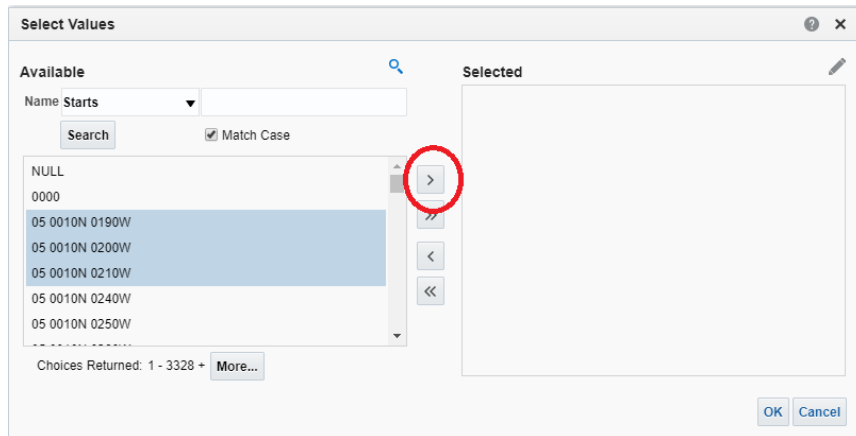 Select Values
Available
Selected
Name Starts
Search
Match Case
NULL
0000
05 0010N 0190W
05 0010N 0200W
05 0010N 0210W
05 0010N 0240W
05 0010N 0250W
Choices Returned: 1 - 3328 + More...
OK Cancel